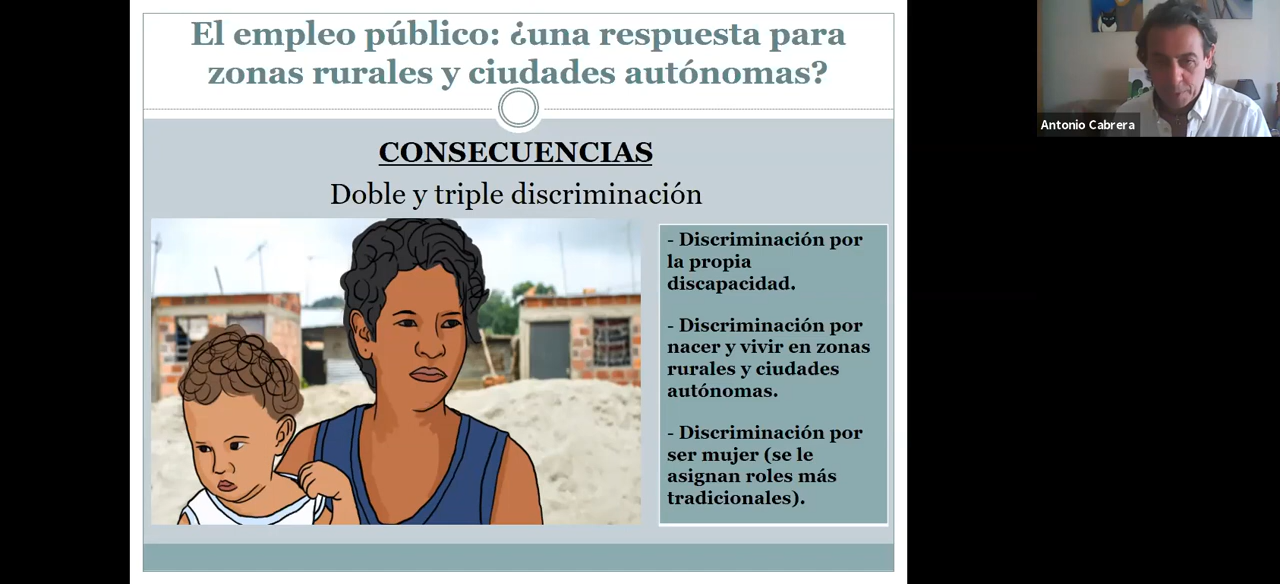 El empleo público: ¿una respuesta para
zonas rurales y ciudades autónomas?
CONSECUENCIAS
Doble y triple discriminación
- Discriminación por
la propia
discapacidad.
- Discriminación por
nacer y vivir en zonas
rurales y ciudades
autónomas.
- Discriminación por
ser mujer (se le
asignan roles más
tradicionales).
Antonio Cabrera